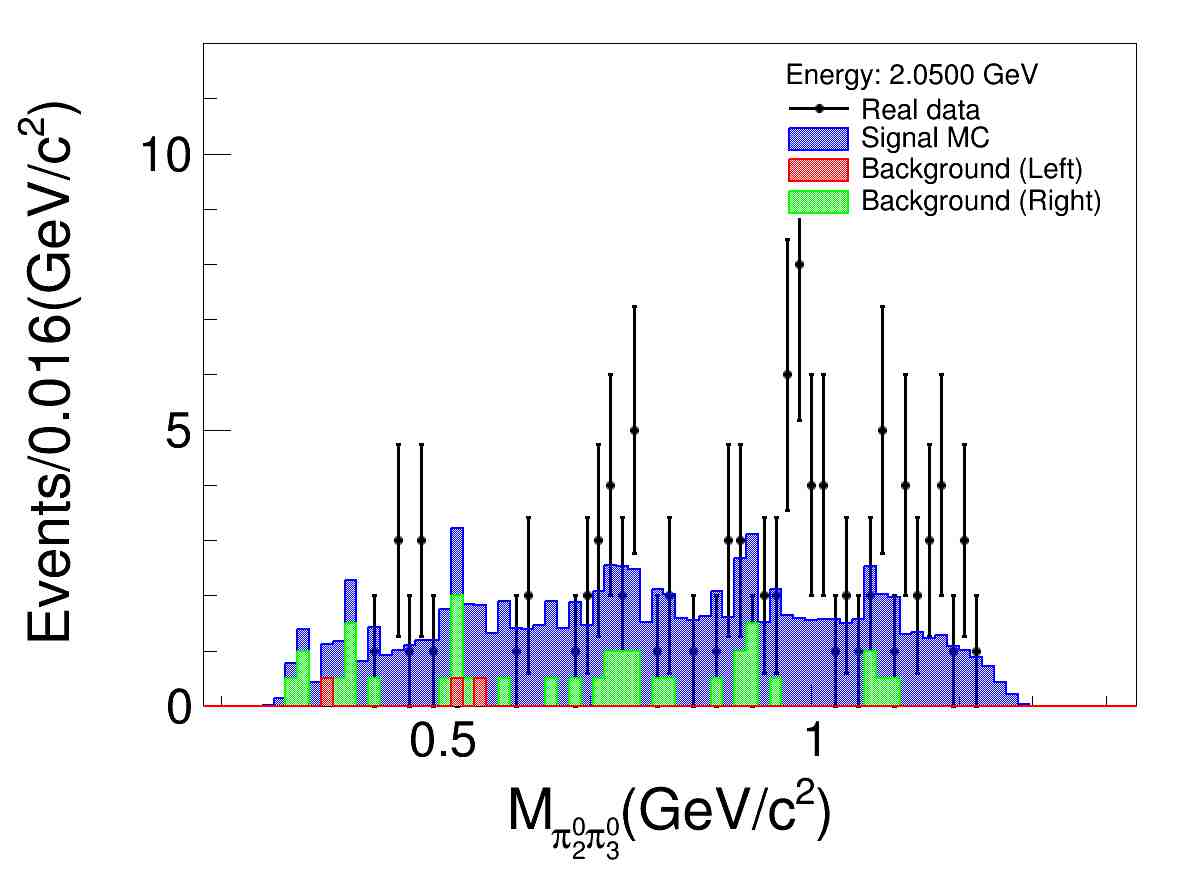 Events/0.016(GeV/c²)
10
5
0
Energy: 2.0500 GeV
Real data
Signal MC
Background (Left)
Background (Right)
0.5 1
M_{π⁰₂π⁰₃}(GeV/c²)